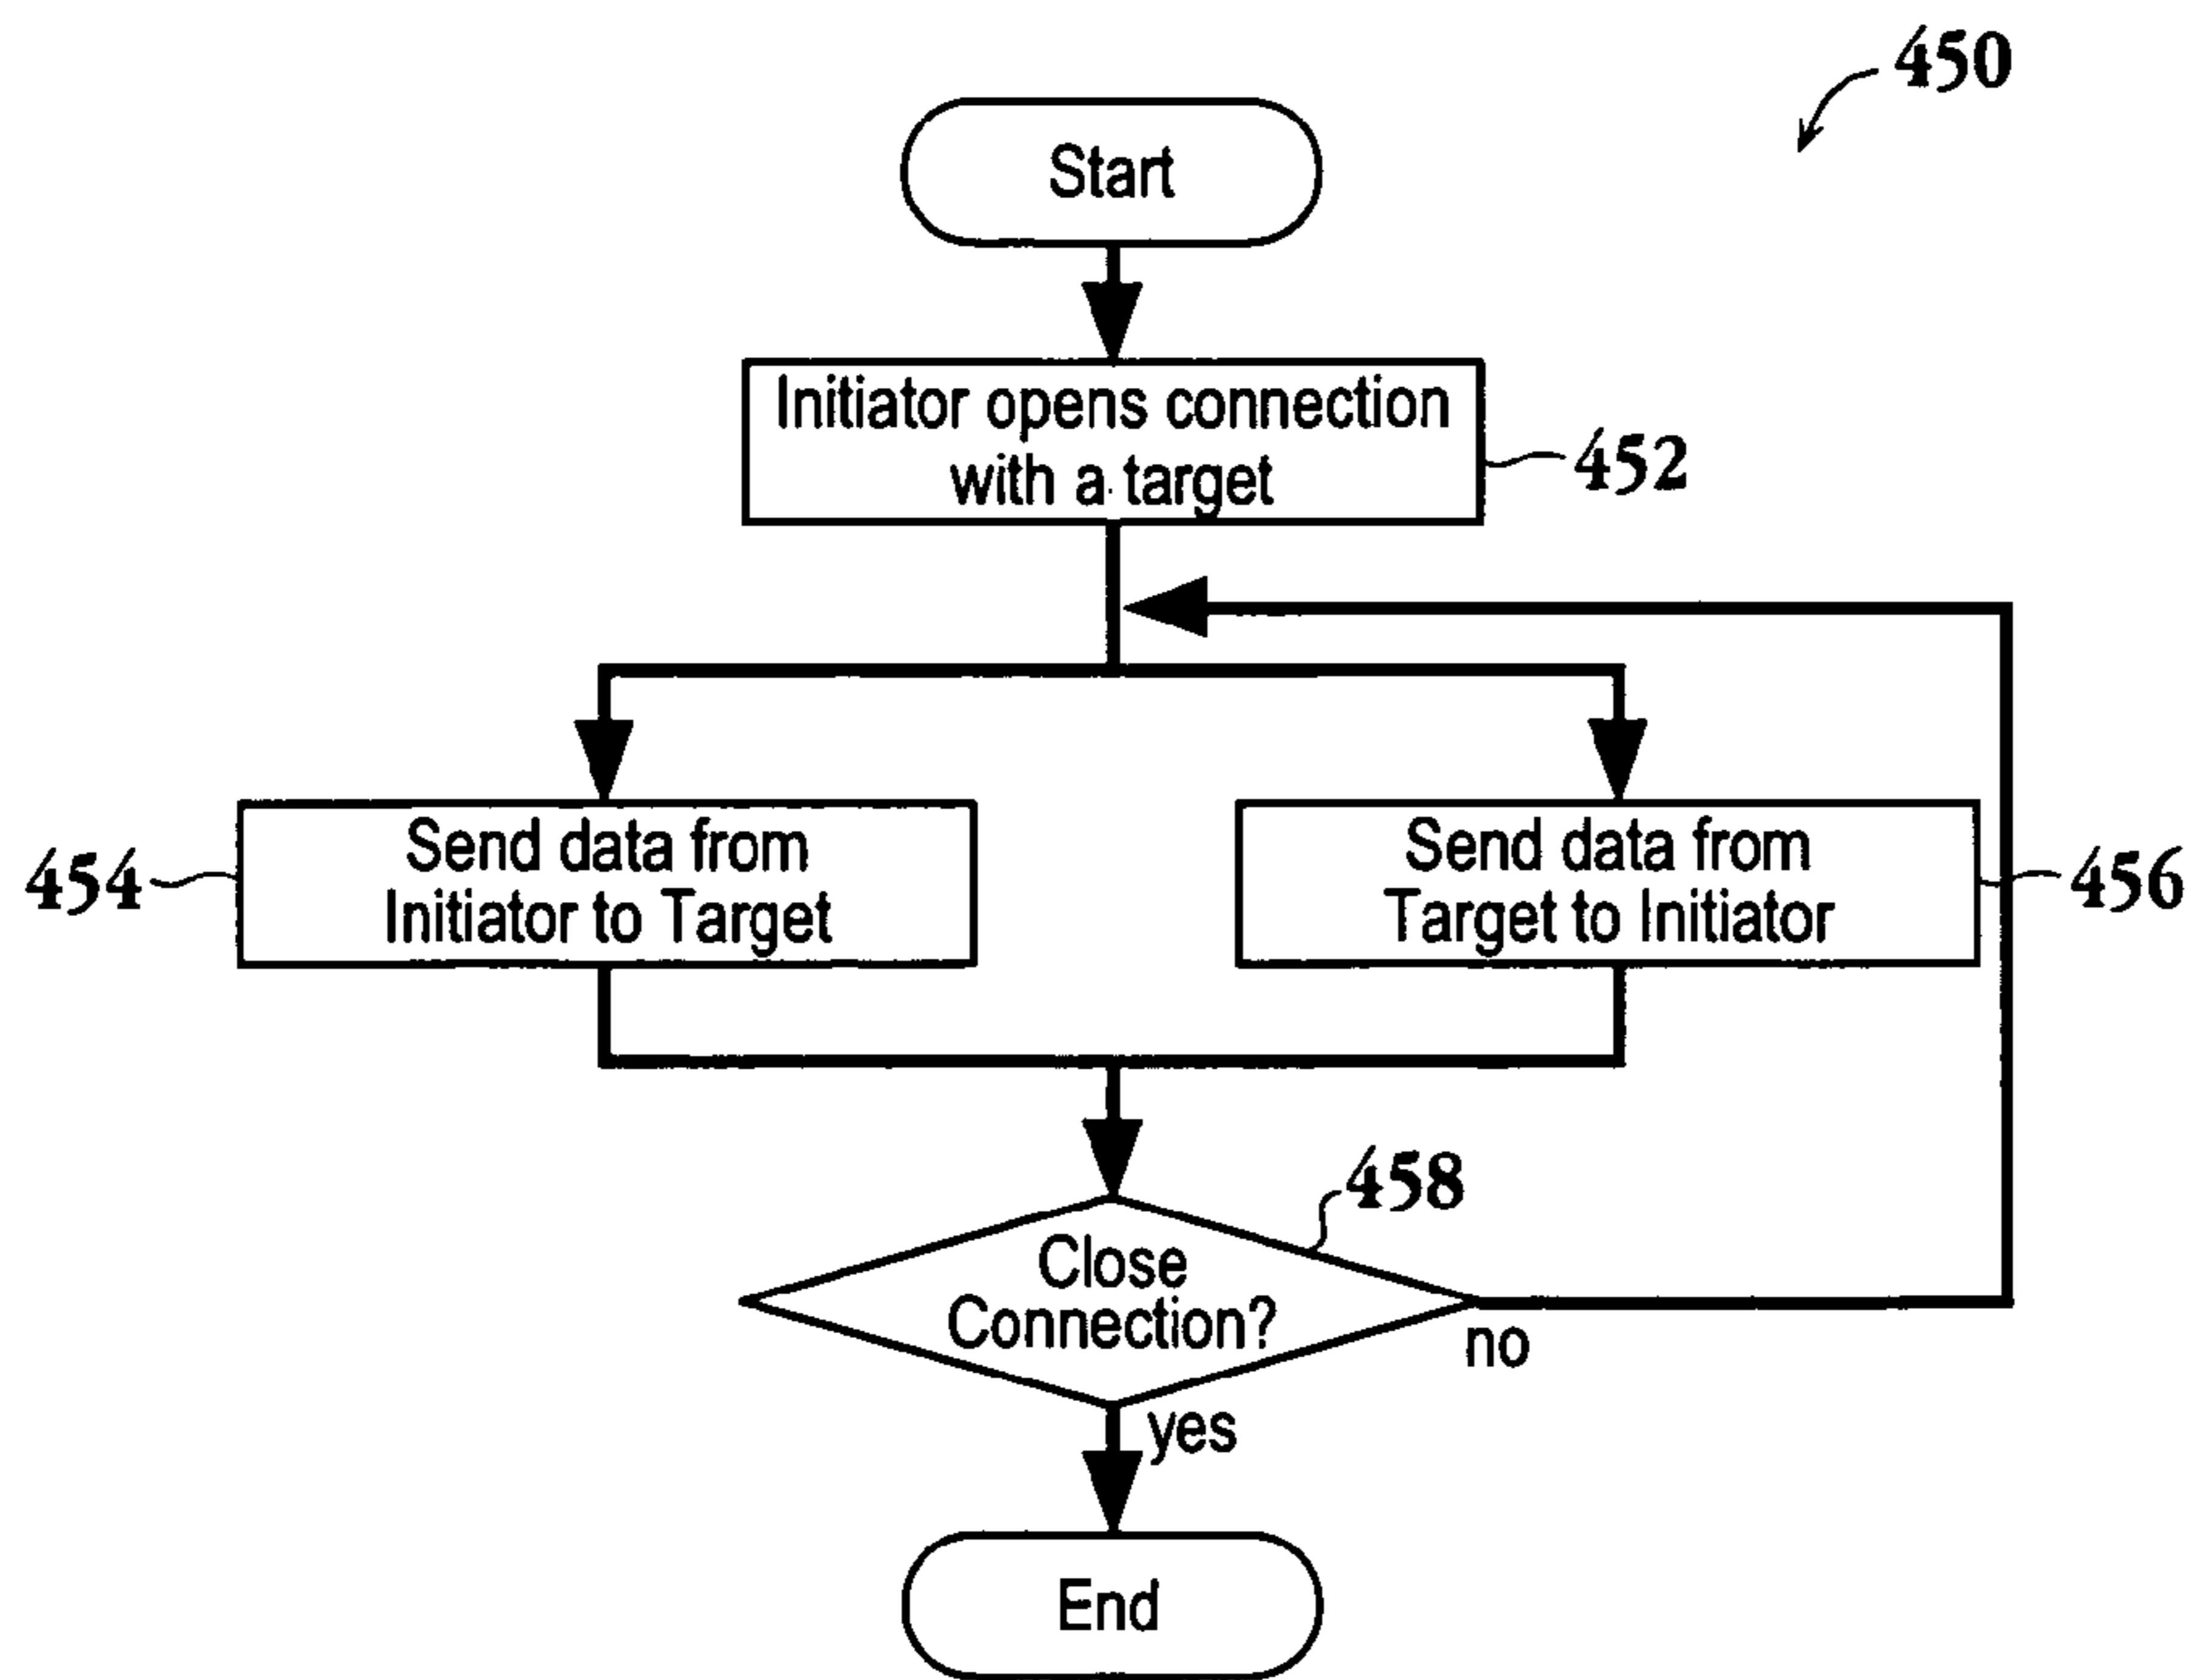 450
Start
Initiator opens connection
with a target
452
Send data from
Initiator to Target
454
Send data from
Target to Initiator
456
458
Close
Connection?
no
yes
End